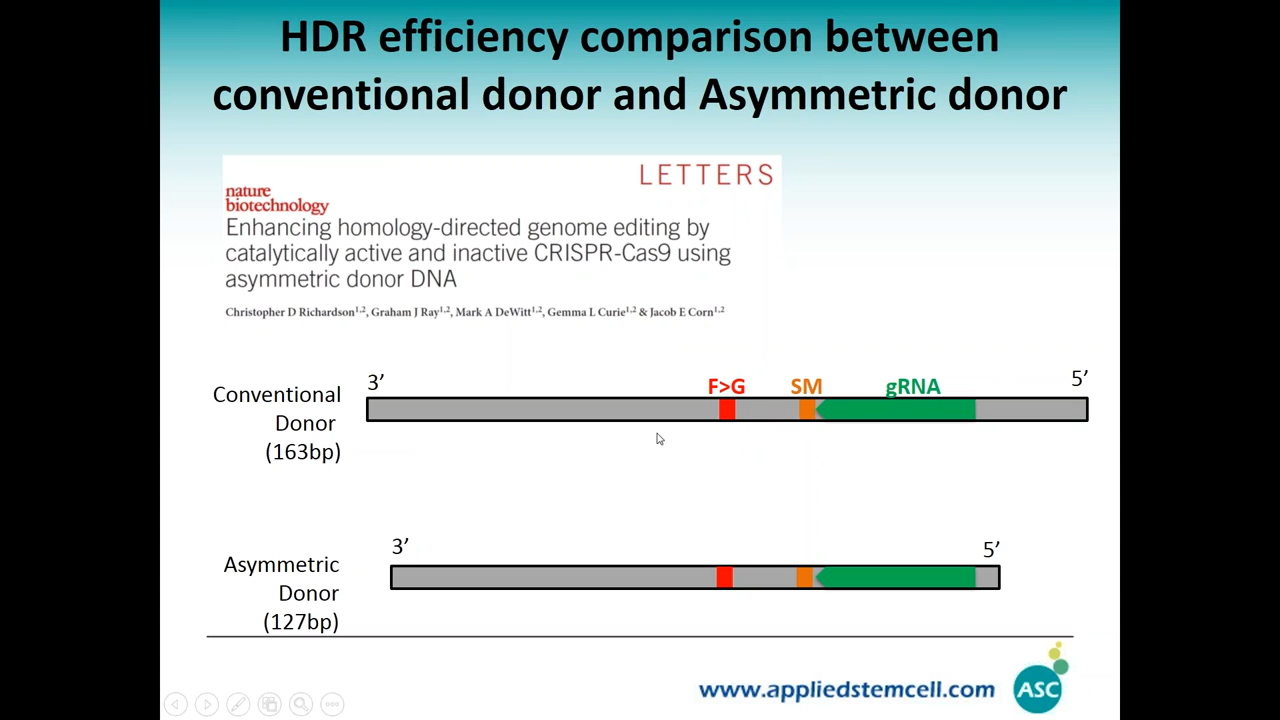 HDR efficiency comparison between
conventional donor and Asymmetric donor
LETTERS
nature
biotechnology
Enhancing homology-directed genome editing by
catalytically active and inactive CRISPR-Cas9 using
asymmetric donor DNA
Christopher D Richardson1,2, Graham J Ray1,2, Mark A DeWitt1,2, Gemma L Curie1,2 & Jacob E Corn1,2
3’ F>G SM gRNA 5’
Conventional
Donor
(163bp)
3’ 5’
Asymmetric
Donor
(127bp)
www.appliedstemcell.com
ASC